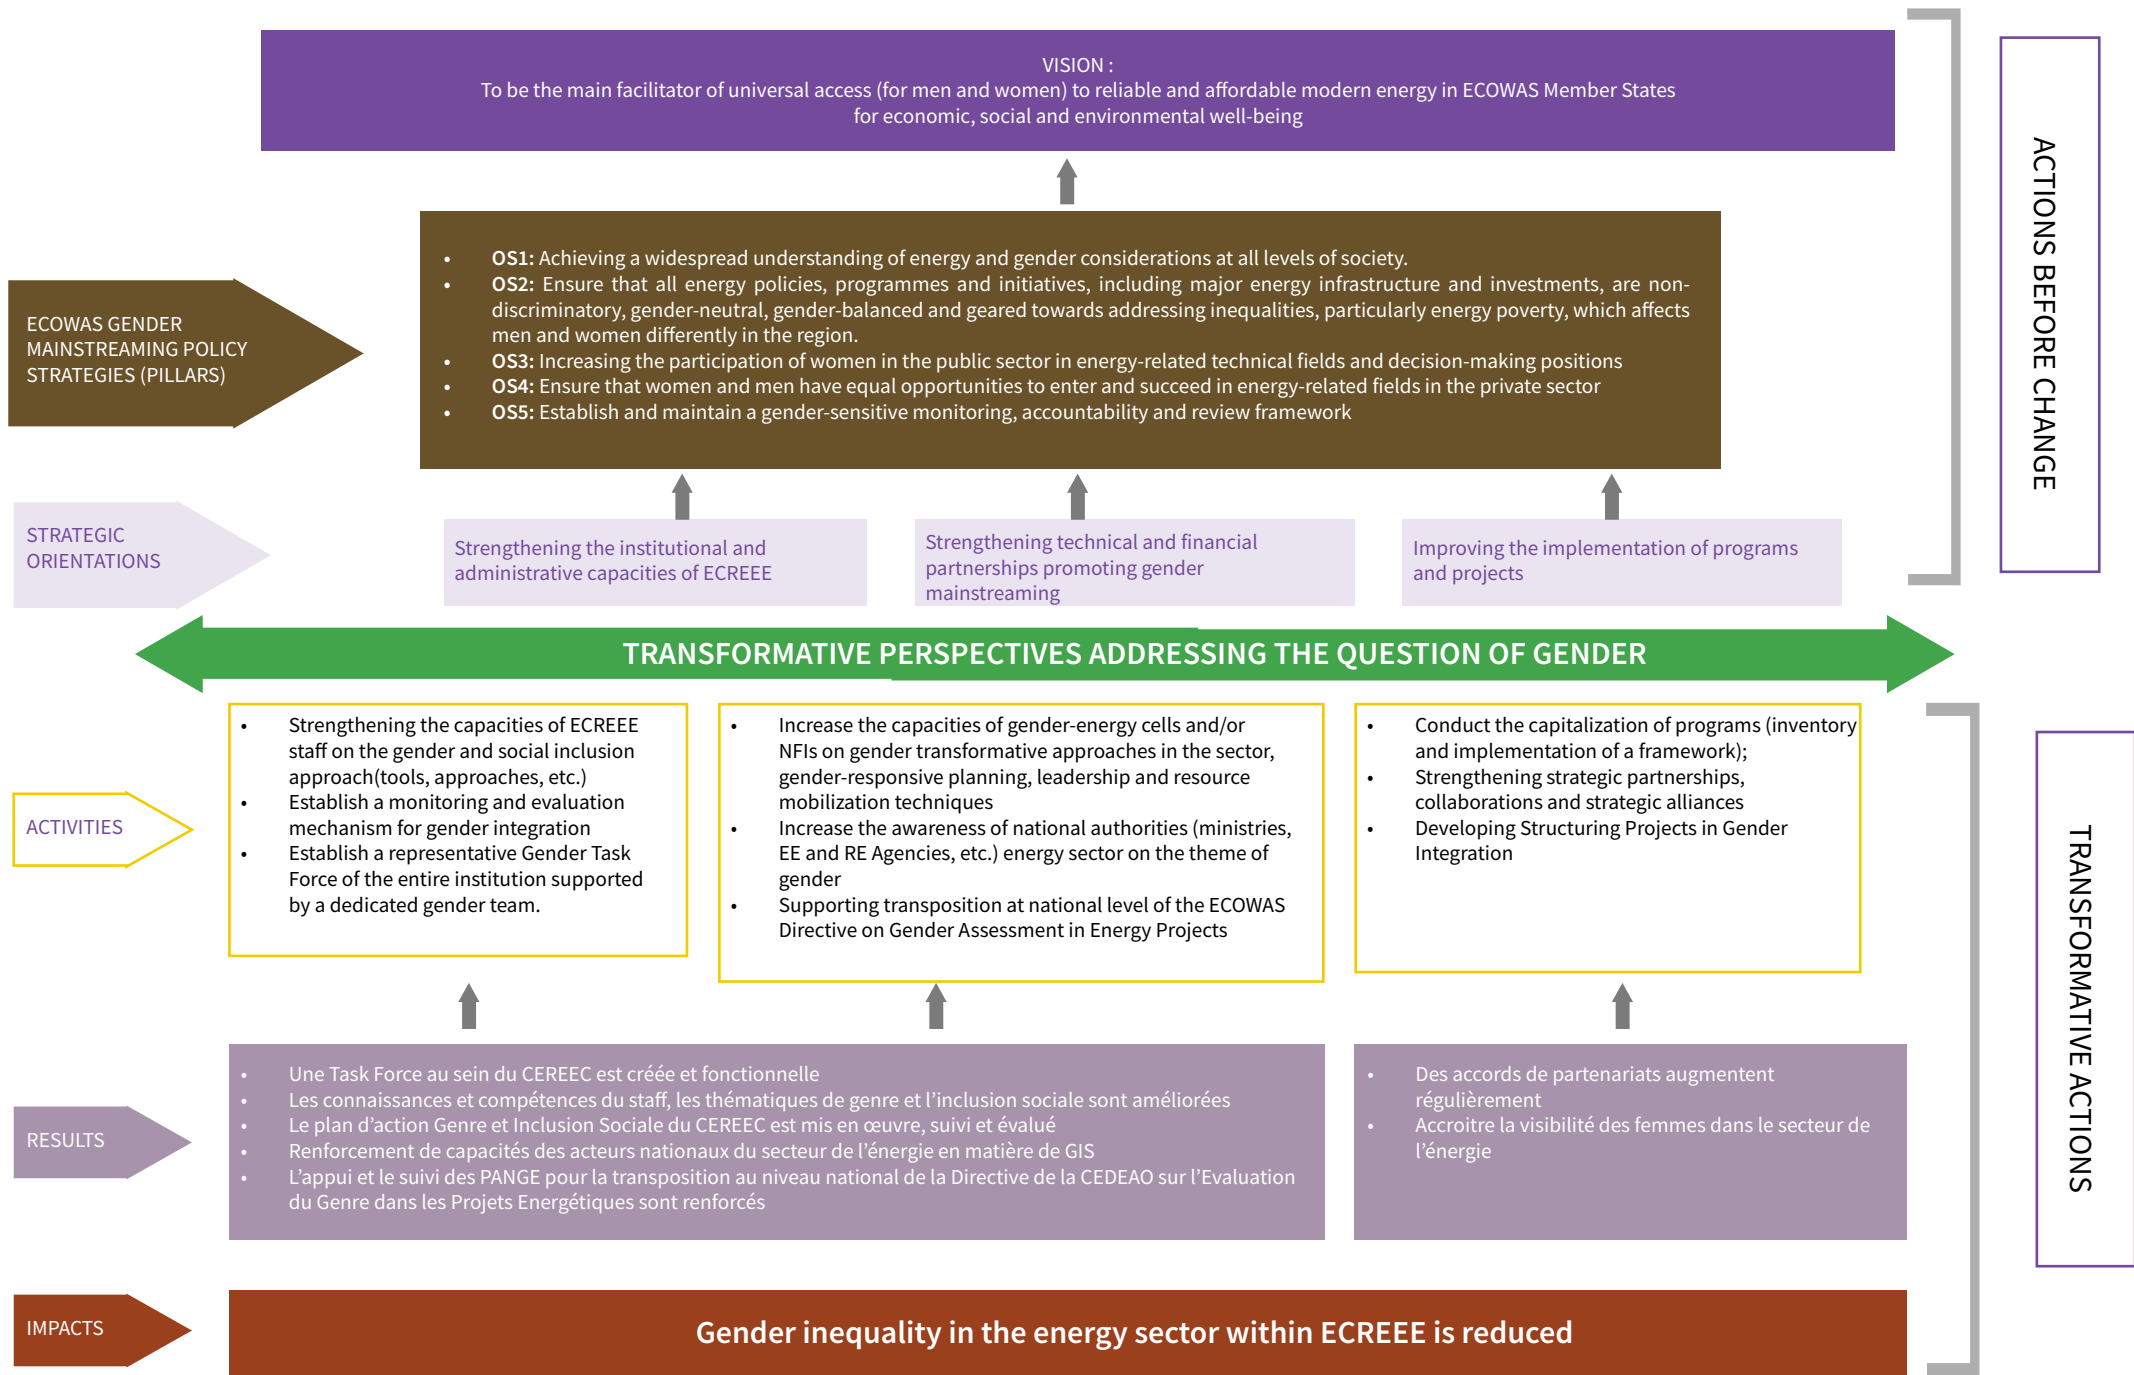 VISION :
To be the main facilitator of universal access (for men and women) to reliable and affordable modern energy in ECOWAS Member States
for economic, social and environmental well-being
ACTIONS BEFORE CHANGE
ECOWAS GENDER
MAINSTREAMING POLICY
STRATEGIES (PILLARS)
• OS1: Achieving a widespread understanding of energy and gender considerations at all levels of society.
• OS2: Ensure that all energy policies, programmes and initiatives, including major energy infrastructure and investments, are non-
discriminatory, gender-neutral, gender-balanced and geared towards addressing inequalities, particularly energy poverty, which affects
men and women differently in the region.
• OS3: Increasing the participation of women in the public sector in energy-related technical fields and decision-making positions
• OS4: Ensure that women and men have equal opportunities to enter and succeed in energy-related fields in the private sector
• OS5: Establish and maintain a gender-sensitive monitoring, accountability and review framework
STRATEGIC
ORIENTATIONS
Strengthening the institutional and
administrative capacities of ECREEE
Strengthening technical and financial
partnerships promoting gender
mainstreaming
Improving the implementation of programs
and projects
TRANSFORMATIVE PERSPECTIVES ADDRESSING THE QUESTION OF GENDER
ACTIVITIES
• Strengthening the capacities of ECREEE
staff on the gender and social inclusion
approach(tools, approaches, etc.)
• Establish a monitoring and evaluation
mechanism for gender integration
• Establish a representative Gender Task
Force of the entire institution supported
by a dedicated gender team.
• Increase the capacities of gender-energy cells and/or
NFIs on gender transformative approaches in the sector,
gender-responsive planning, leadership and resource
mobilization techniques
• Increase the awareness of national authorities (ministries,
EE and RE Agencies, etc.) energy sector on the theme of
gender
• Supporting transposition at national level of the ECOWAS
Directive on Gender Assessment in Energy Projects
• Conduct the capitalization of programs (inventory
and implementation of a framework);
• Strengthening strategic partnerships,
collaborations and strategic alliances
• Developing Structuring Projects in Gender
Integration
TRANSFORMATIVE ACTIONS
RESULTS
• Une Task Force au sein du CEREEC est créée et fonctionnelle
• Les connaissances et compétences du staff, les thématiques de genre et l’inclusion sociale sont améliorées
• Le plan d’action Genre et Inclusion Sociale du CEREEC est mis en œuvre, suivi et évalué
• Renforcement de capacités des acteurs nationaux du secteur de l’énergie en matière de GIS
• L’appui et le suivi des PANGE pour la transposition au niveau national de la Directive de la CEDEAO sur l’Evaluation
du Genre dans les Projets Energétiques sont renforcés
• Des accords de partenariats augmentent
régulièrement
• Accroitre la visibilité des femmes dans le secteur de
l’énergie
IMPACTS
Gender inequality in the energy sector within ECREEE is reduced